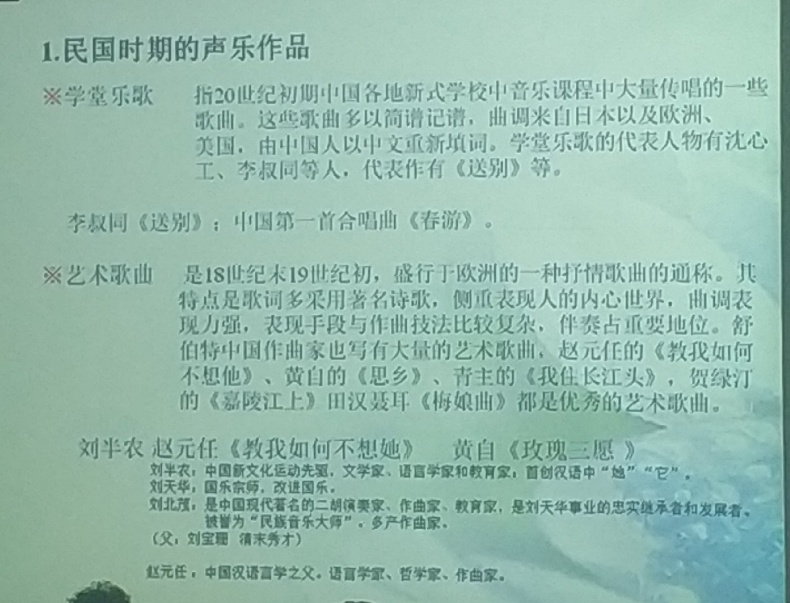 1.民国时期的声乐作品
※学堂乐歌 指20世纪初期中国各地新式学校中音乐课程中大量传唱的一些
歌曲。这些歌曲多以简谱记谱，曲调来自日本以及欧洲、
美国，由中国人以中文重新填词。学堂乐歌的代表人物有沈心
工、李叔同等人，代表作有《送别》等。
李叔同《送别》；中国第一首合唱曲《春游》。
※艺术歌曲 是18世纪末19世纪初，盛行于欧洲的一种抒情歌曲的通称。其
特点是歌词多采用著名诗歌，侧重表现人的内心世界，曲调表
现力强，表现手段与作曲技法比较复杂，伴奏占重要地位。舒
伯特中国作曲家也写有大量的艺术歌曲，赵元任的《教我如何
不想他》、黄自的《思乡》、青主的《我住长江头》，贺绿汀
的《嘉陵江上》田汉聂耳《梅娘曲》都是优秀的艺术歌曲。
刘半农 赵元任《教我如何不想她》 黄自《玫瑰三愿 》
刘半农：中国新文化运动先驱，文学家、语言学家和教育家；首创汉语中“她”“它”。
刘天华：国乐宗师，改进国乐。
刘北茂：是中国现代著名的二胡演奏家、作曲家、教育家，是刘天华事业的忠实继承者和发展者。
被誉为“民族音乐大师”，多产作曲家。
（父：刘宝珊 清末秀才）
赵元任：中国汉语言学之父。语言学家、哲学家、作曲家。